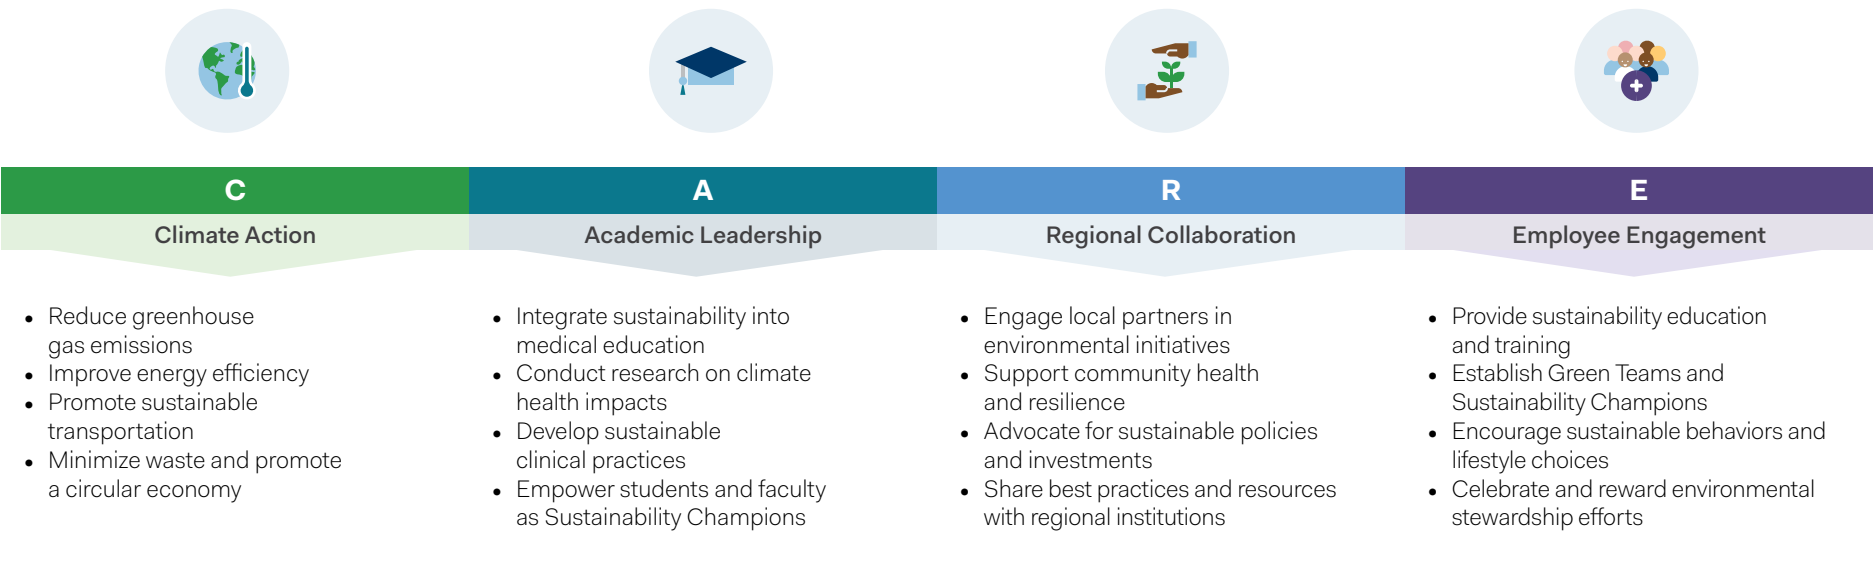 C
Climate Action
• Reduce greenhouse
gas emissions
• Improve energy efficiency
• Promote sustainable
transportation
• Minimize waste and promote
a circular economy
A
Academic Leadership
• Integrate sustainability into
medical education
• Conduct research on climate
health impacts
• Develop sustainable
clinical practices
• Empower students and faculty
as Sustainability Champions
R
Regional Collaboration
• Engage local partners in
environmental initiatives
• Support community health
and resilience
• Advocate for sustainable policies
and investments
• Share best practices and resources
with regional institutions
E
Employee Engagement
• Provide sustainability education
and training
• Establish Green Teams and
Sustainability Champions
• Encourage sustainable behaviors and
lifestyle choices
• Celebrate and reward environmental
stewardship efforts